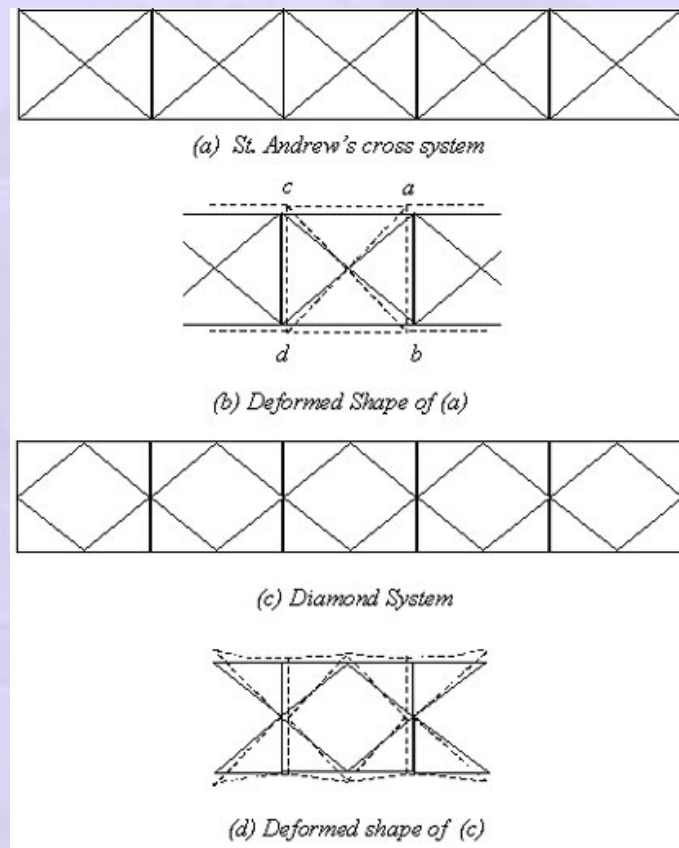 (a) St. Andrew's cross system
c a
d b
(b) Deformed Shape of (a)
(c) Diamond System
(d) Deformed shape of (c)